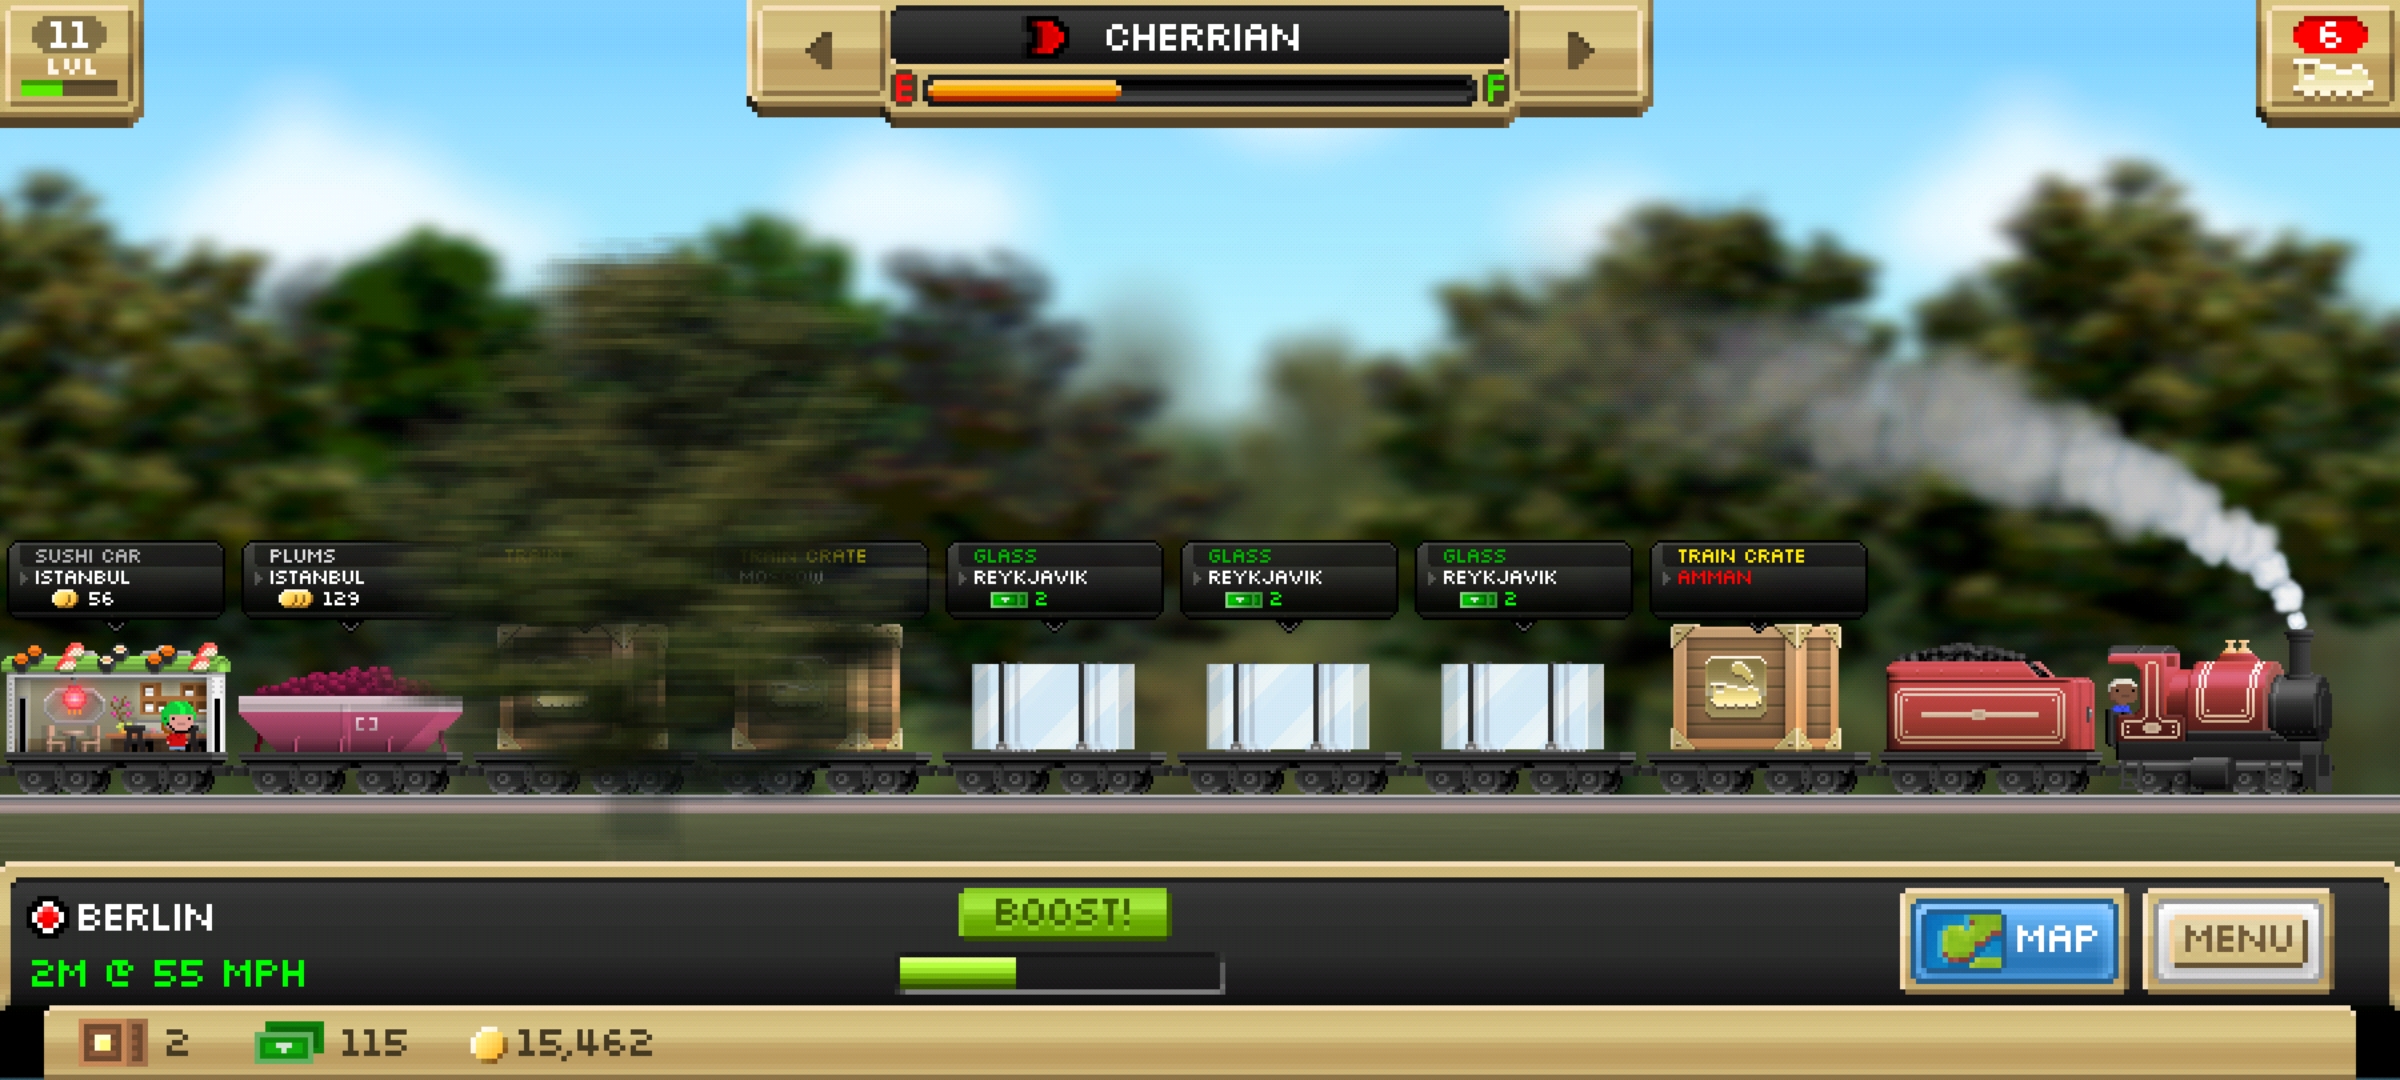 11
LVL
CHERRIAN
E
F
6
SUSHI CAR
ISTANBUL
56
PLUMS
ISTANBUL
129
TRAIN CRATE
MOSCOW
GLASS
REYKJAVIK
2
GLASS
REYKJAVIK
2
GLASS
REYKJAVIK
2
TRAIN CRATE
AMMAN
BERLIN
2M @ 55 MPH
BOOST!
MAP
MENU
2
115
15,462